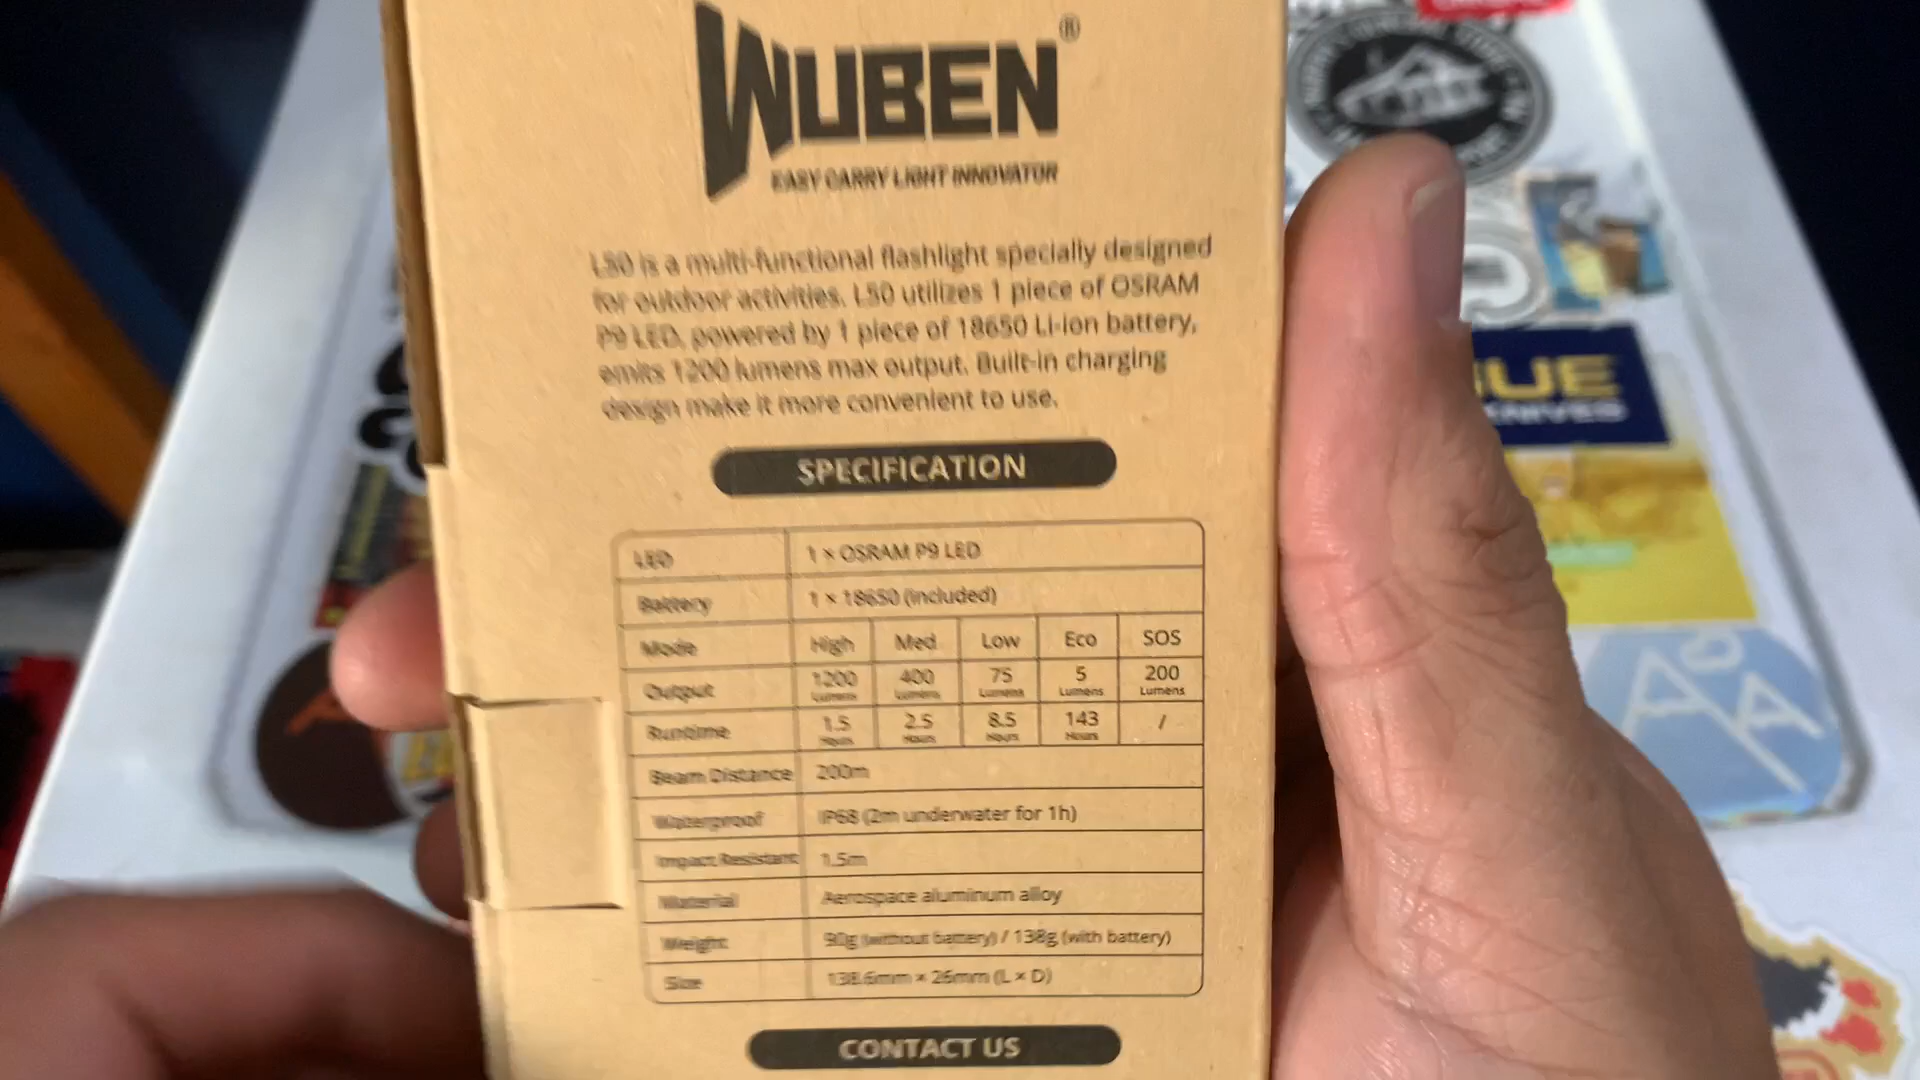 WUBEN®
EASY CARRY LIGHT INNOVATOR
L50 is a multi-functional flashlight specially designed
for outdoor activities. L50 utilizes 1 piece of OSRAM
P9 LED, powered by 1 piece of 18650 Li-ion battery,
emits 1200 lumens max output. Built-in charging
design make it more convenient to use.
SPECIFICATION
LED 1 × OSRAM P9 LED
Battery 1 × 18650 (included)
Mode High Med Low Eco SOS
Output 1200 Lumens 400 Lumens 75 Lumens 5 Lumens 200 Lumens
Runtime 1.5 Hours 2.5 Hours 8.5 Hours 143 Hours /
Beam Distance 200m
Waterproof IP68 (2m underwater for 1h)
Impact Resistant 1.5m
Material Aerospace aluminum alloy
Weight 90g (without battery) / 138g (with battery)
Size 138.6mm × 26mm (L × D)
CONTACT US
UE
KNIVES